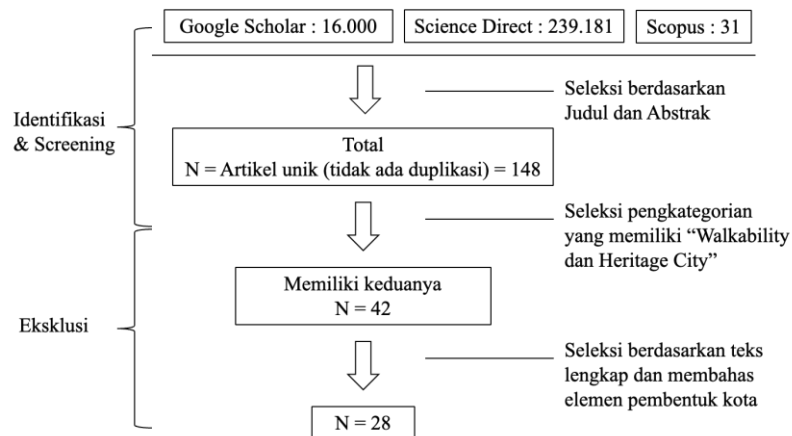 Google Scholar : 16.000
Science Direct : 239.181
Scopus : 31
Seleksi berdasarkan
Judul dan Abstrak
Identifikasi
& Screening
Total
N = Artikel unik (tidak ada duplikasi) = 148
Seleksi pengkategorian
yang memiliki “Walkability
dan Heritage City”
Memiliki keduanya
N = 42
Eksklusi
Seleksi berdasarkan teks
lengkap dan membahas
elemen pembentuk kota
N = 28